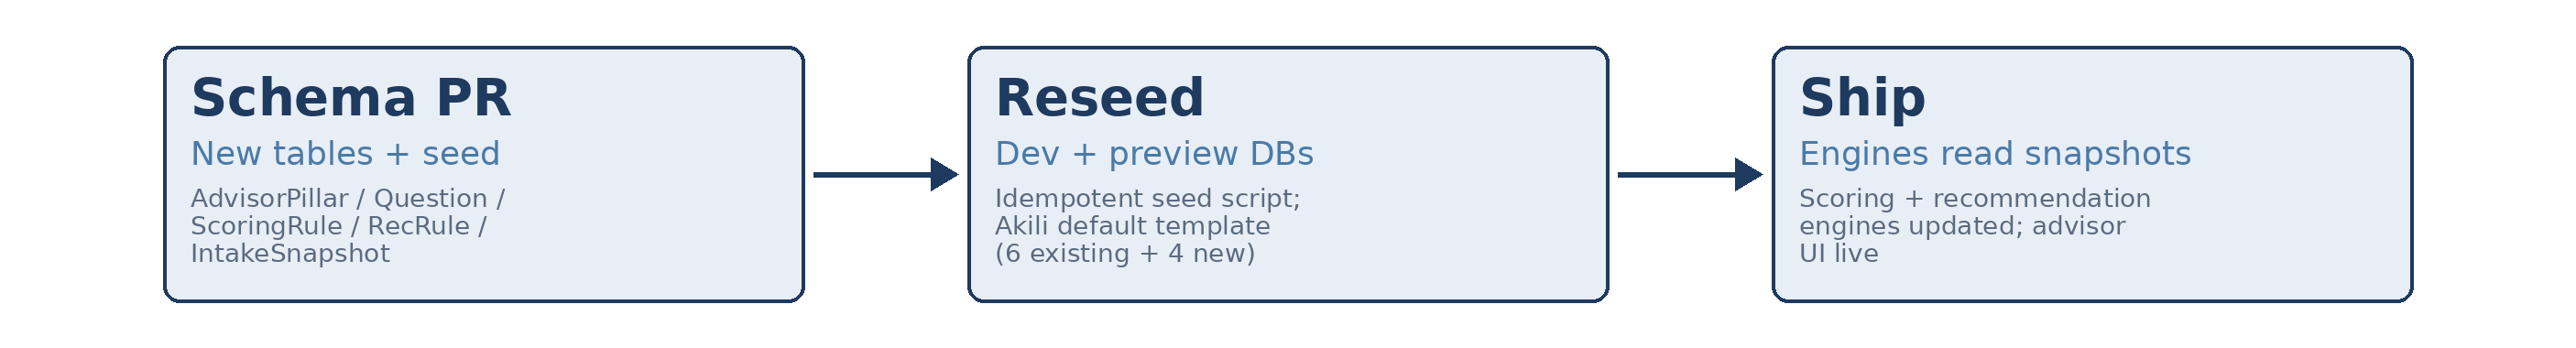 Schema PR
New tables + seed
AdvisorPillar / Question /
ScoringRule / RecRule /
IntakeSnapshot
Reseed
Dev + preview DBs
Idempotent seed script;
Akili default template
(6 existing + 4 new)
Ship
Engines read snapshots
Scoring + recommendation
engines updated; advisor
UI live